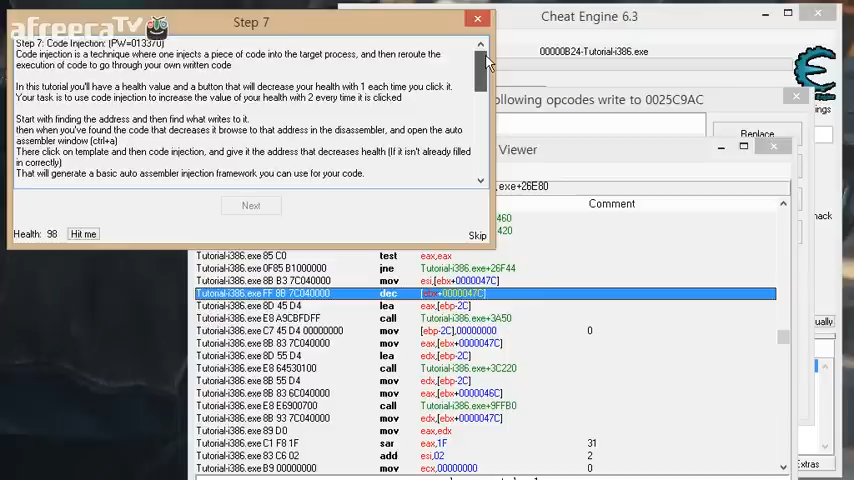 afreecaTV
Step 7
Step 7: Code Injection: (PW=013370)
Code injection is a technique where one injects a piece of code into the target process, and then reroute the
execution of code to go through your own written code
In this tutorial you'll have a health value and a button that will decrease your health with 1 each time you click it.
Your task is to use code injection to increase the value of your health with 2 every time it is clicked
Start with finding the address and then find what writes to it.
then when you've found the code that decreases it browse to that address in the disassembler, and open the auto
assembler window (ctrl+a)
There click on template and then code injection, and give it the address that decreases health (If it isn't already filled
in correctly)
That will generate a basic auto assembler injection framework you can use for your code.
Next
Health: 98
Hit me
Skip
Cheat Engine 6.3
00000B24-Tutorial-i386.exe
ollowing opcodes write to 0025C9AC
Replace
Viewer
.exe+26E80
Comment
460
420
Tutorial-i386.exe 85 C0 test eax,eax
Tutorial-i386.exe 0F85 B1000000 jne Tutorial-i386.exe+26F44
Tutorial-i386.exe 8B B3 7C040000 mov esi,[ebx+0000047C]
Tutorial-i386.exe FF 8B 7C040000 dec [ebx+0000047C]
Tutorial-i386.exe 8D 45 D4 lea eax,[ebp-2C]
Tutorial-i386.exe E8 A9CBFDFF call Tutorial-i386.exe+3A50
Tutorial-i386.exe C7 45 D4 00000000 mov [ebp-2C],00000000 0
Tutorial-i386.exe 8B 83 7C040000 mov eax,[ebx+0000047C]
Tutorial-i386.exe 8D 55 D4 lea edx,[ebp-2C]
Tutorial-i386.exe E8 64530100 call Tutorial-i386.exe+3C220
Tutorial-i386.exe 8B 55 D4 mov edx,[ebp-2C]
Tutorial-i386.exe 8B 83 6C040000 mov eax,[ebx+0000046C]
Tutorial-i386.exe E8 E6900700 call Tutorial-i386.exe+9FFB0
Tutorial-i386.exe 8B 93 7C040000 mov edx,[ebx+0000047C]
Tutorial-i386.exe 89 D0 mov eax,edx
Tutorial-i386.exe C1 F8 1F sar eax,1F 31
Tutorial-i386.exe 83 C6 02 add esi,02 2
Tutorial-i386.exe B9 00000000 mov ecx,00000000 0
hack
ually
Extras